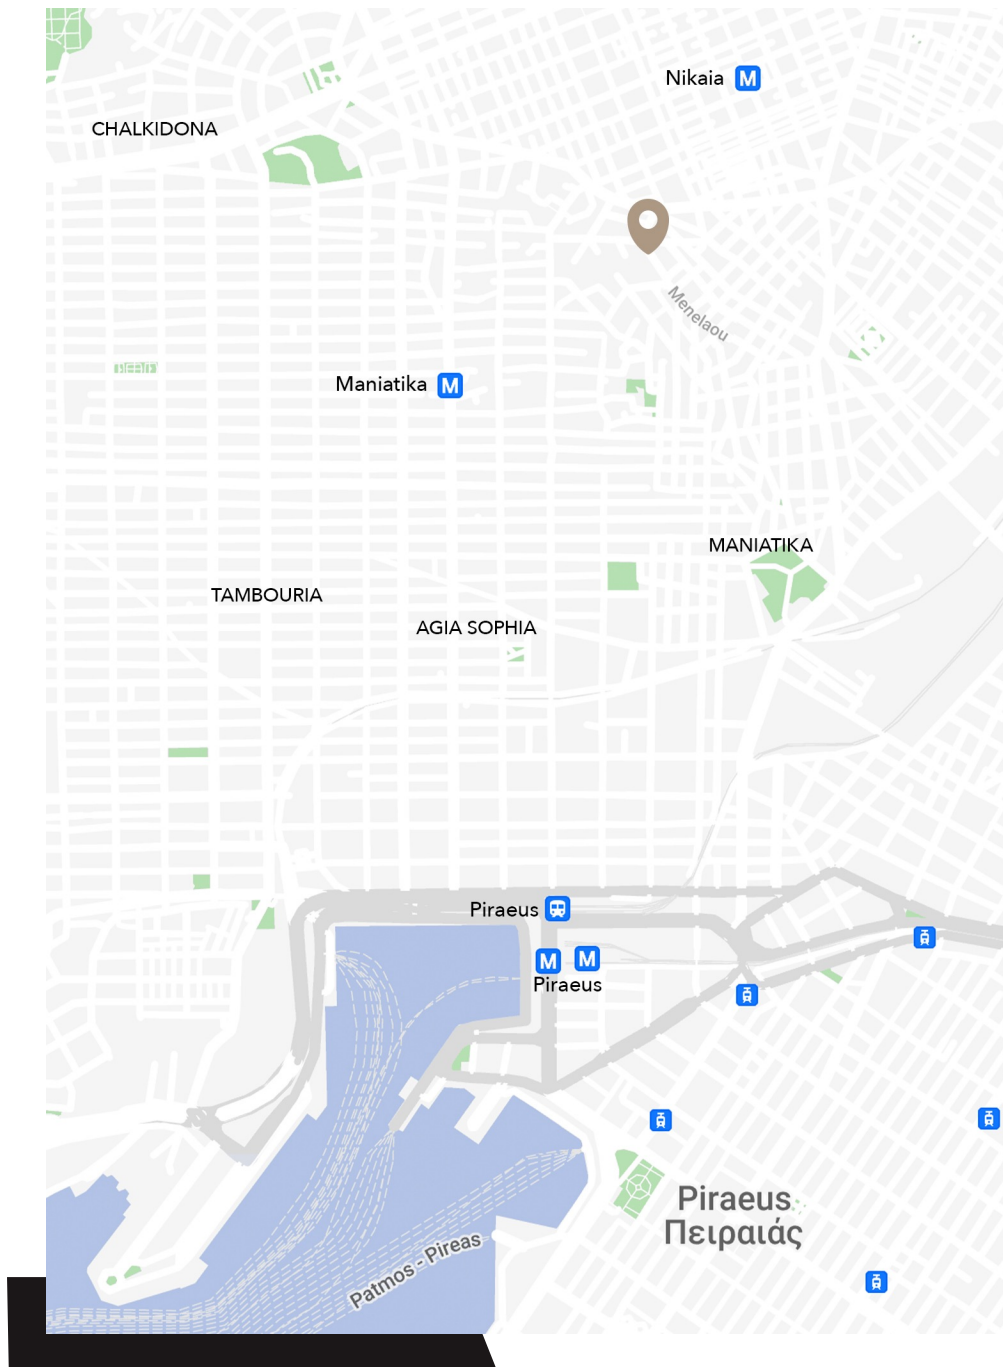 Nikaia M
CHALKIDONA
Menelaou
Maniatika M
MANIATIKA
TAMBOURIA
AGIA SOPHIA
Piraeus
M M
Piraeus
Piraeus
Πειραιάς
Patmos - Pireas